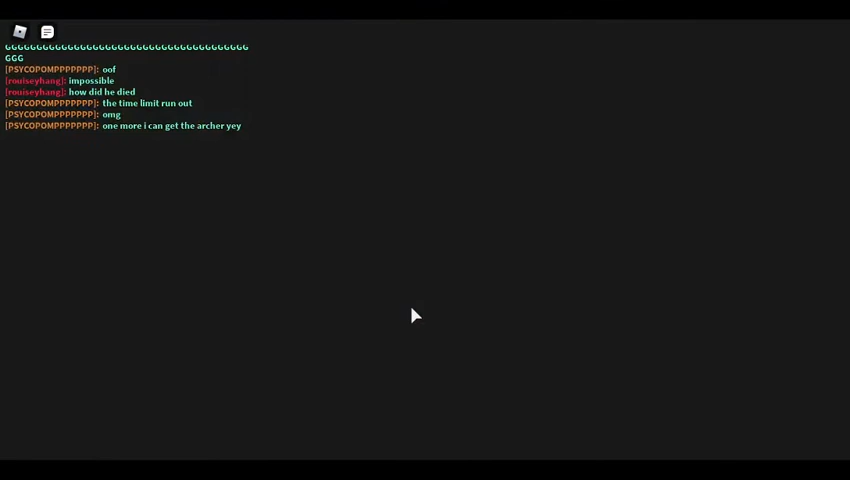 GGGGGGGGGGGGGGGGGGGGGGGGGGGGGGGGGGGGGGG
GGG
[PSYCOPOMPPPPPPP]: oof
[rouiseyhang]: impossible
[rouiseyhang]: how did he died
[PSYCOPOMPPPPPPP]: the time limit run out
[PSYCOPOMPPPPPPP]: omg
[PSYCOPOMPPPPPPP]: one more i can get the archer yey